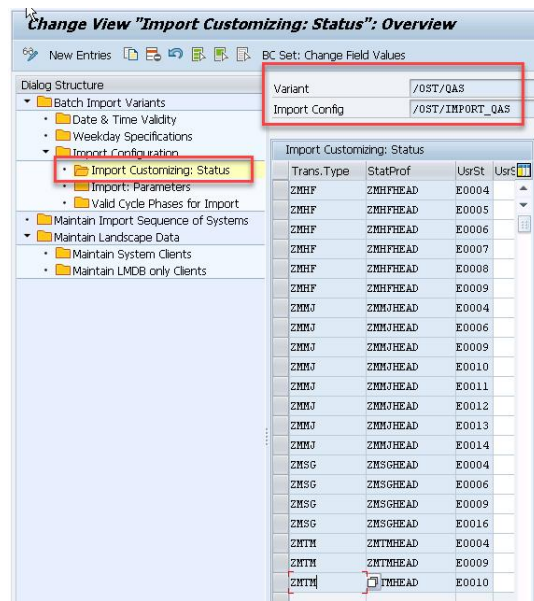 Change View "Import Customizing: Status": Overview
New Entries BC Set: Change Field Values
Dialog Structure
Batch Import Variants
Date & Time Validity
Weekday Specifications
Import Configuration
Import Customizing: Status
Import: Parameters
Valid Cycle Phases for Import
Maintain Import Sequence of Systems
Maintain Landscape Data
Maintain System Clients
Maintain LMDB only Clients
Variant /OST/QAS
Import Config /OST/IMPORT_QAS
Import Customizing: Status
Trans.Type StatProf UsrSt UsrS
ZMHF ZMHFHEAD E0004
ZMHF ZMHFHEAD E0005
ZMHF ZMHFHEAD E0006
ZMHF ZMHFHEAD E0007
ZMHF ZMHFHEAD E0008
ZMHF ZMHFHEAD E0009
ZMMJ ZMMJHEAD E0004
ZMMJ ZMMJHEAD E0006
ZMMJ ZMMJHEAD E0009
ZMMJ ZMMJHEAD E0010
ZMMJ ZMMJHEAD E0011
ZMMJ ZMMJHEAD E0012
ZMMJ ZMMJHEAD E0013
ZMMJ ZMMJHEAD E0014
ZMSG ZMSGHEAD E0004
ZMSG ZMSGHEAD E0006
ZMSG ZMSGHEAD E0009
ZMSG ZMSGHEAD E0016
ZMTM ZMTMHEAD E0004
ZMTM ZMTMHEAD E0009
ZMTM TMHEAD E0010